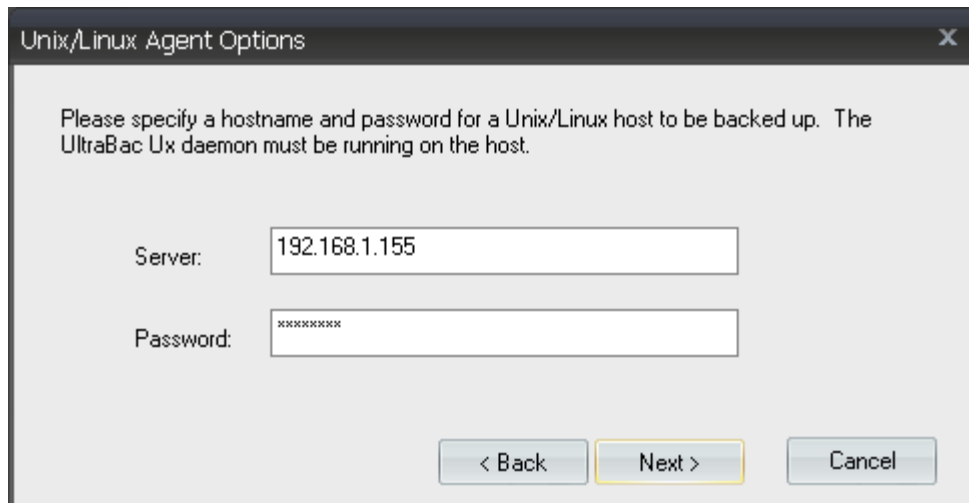 Unix/Linux Agent Options
X
Please specify a hostname and password for a Unix/Linux host to be backed up. The
UltraBac Ux daemon must be running on the host.
Server: 192.168.1.155
Password: xxxxxxxx
< Back Next > Cancel